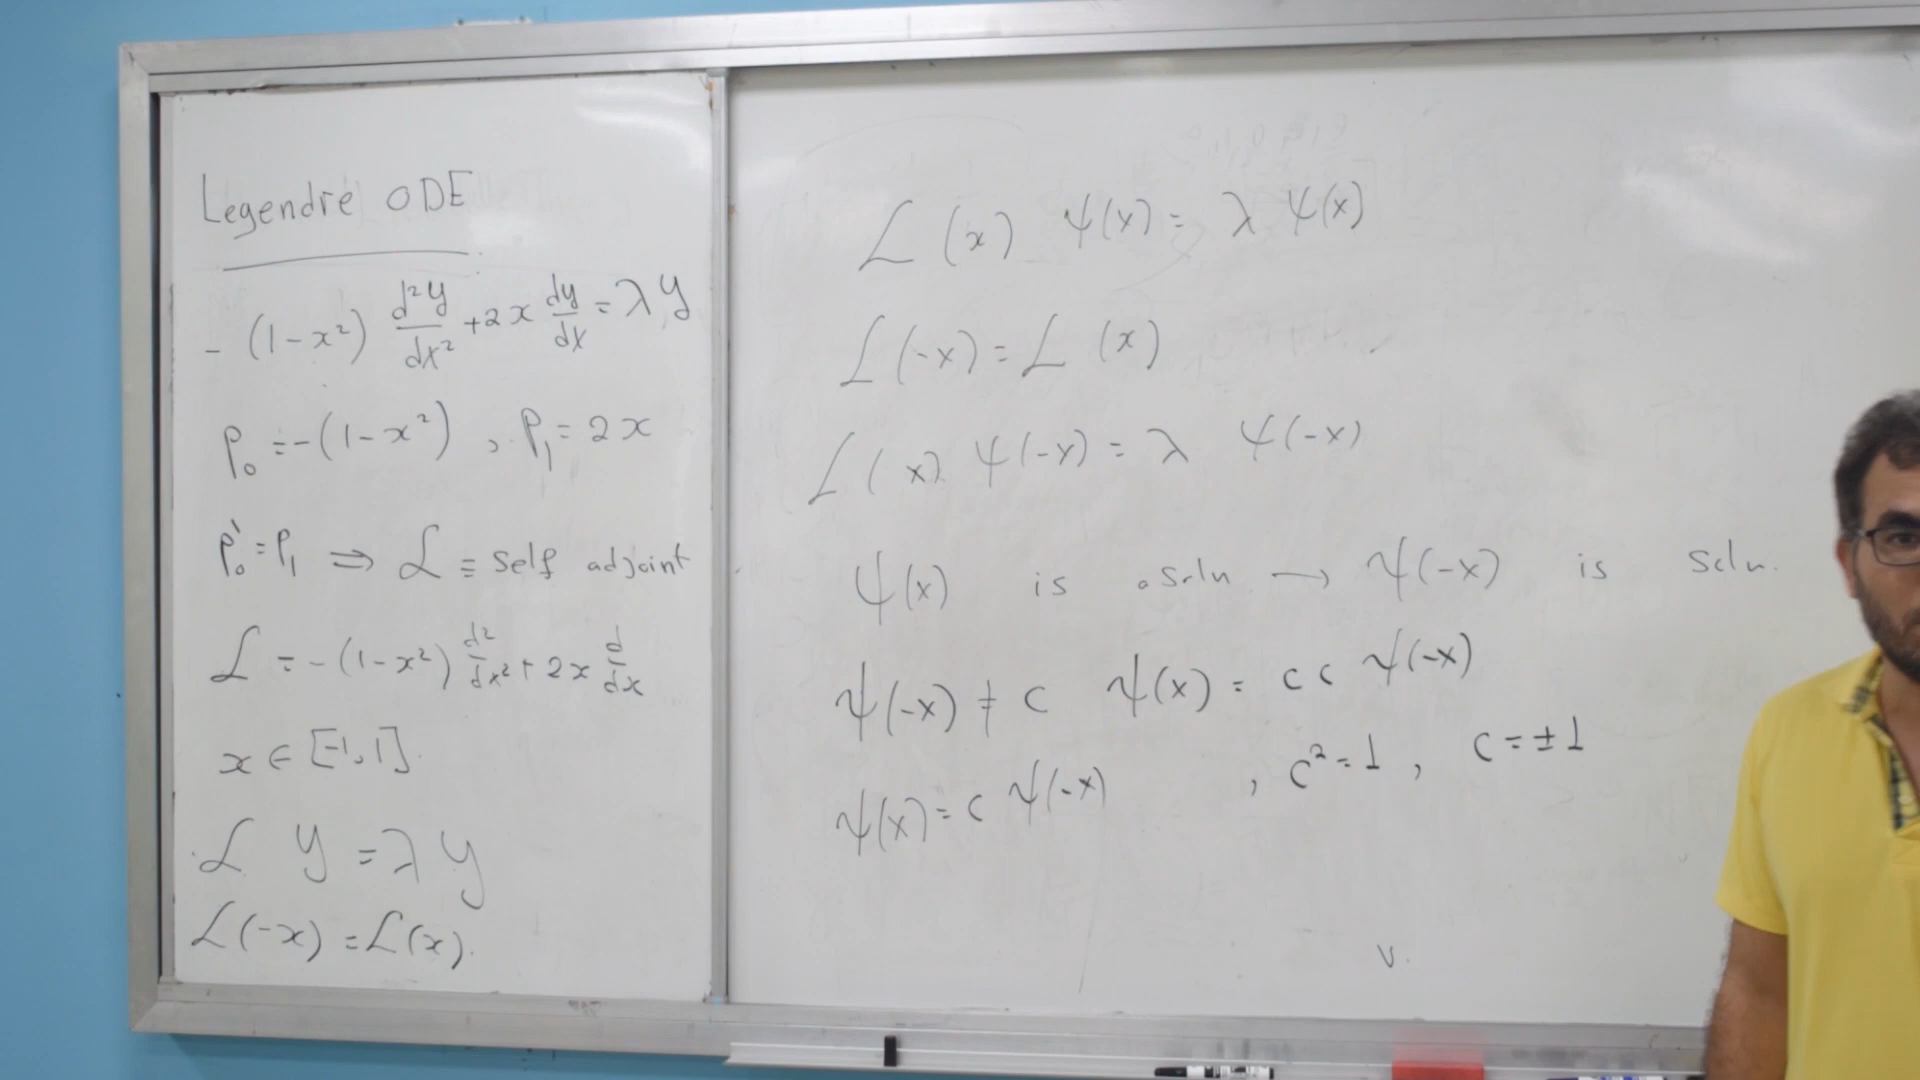 Legendre ODE
- (1-x²) d²y/dx² +2x dy/dx = λ y
P₀ = -(1-x²) , P₁ = 2x
P₀' = P₁ ⇒ ℒ ≡ self adjoint
ℒ = -(1-x²) d²/dx² + 2x d/dx
x ∈ [-1,1].
ℒ y = λ y
ℒ(-x) = ℒ(x).
ℒ(x) ψ(x) = λ ψ(x)
ℒ(-x) = ℒ(x)
ℒ(x) ψ(-x) = λ ψ(-x)
ψ(x) is a soln → ψ(-x) is soln.
ψ(-x) ≠ c ψ(x) = c c ψ(-x)
ψ(x) = c ψ(-x) , c² = 1 , c = ±1